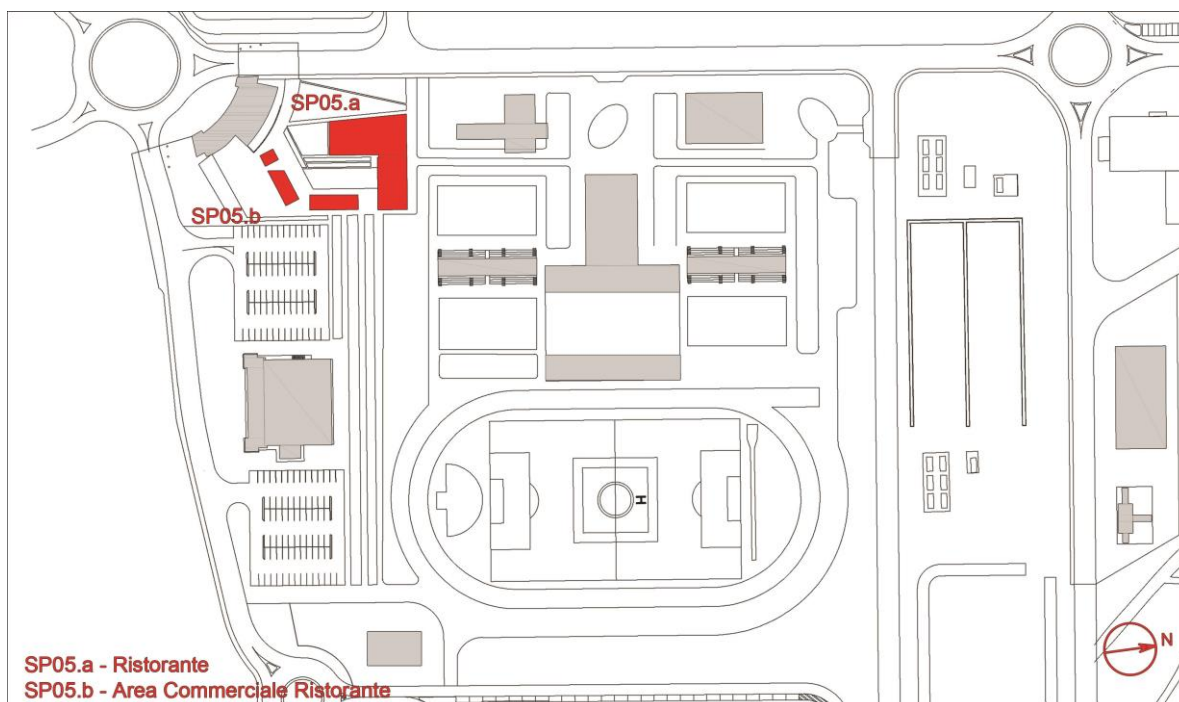 SP05.a
SP05.b
H
SP05.a - Ristorante
SP05.b - Area Commerciale Ristorante
N